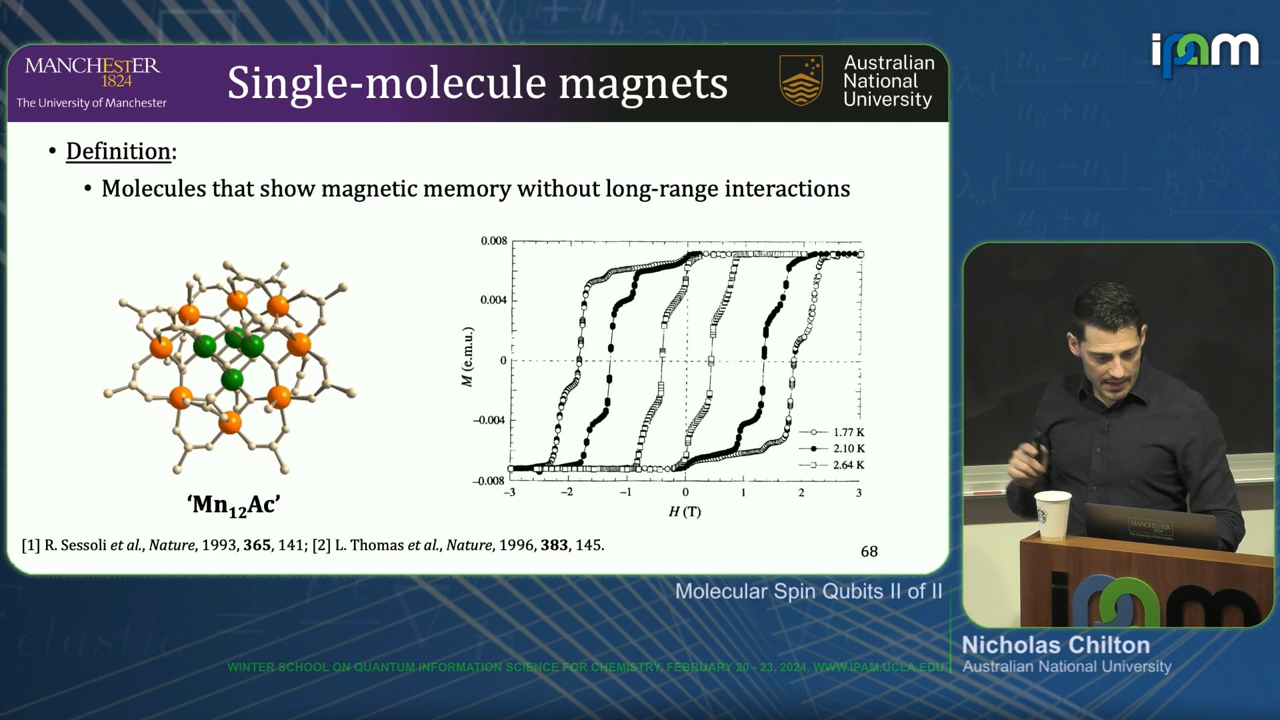 MANCHESTER
1824
The University of Manchester
Single-molecule magnets
Australian
National
University
ipam
• Definition:
• Molecules that show magnetic memory without long-range interactions
'Mn₁₂Ac'
M (e.m.u.)
0.008
0.004
0
−0.004
−0.008
−3 −2 −1 0 1 2 3
H (T)
1.77 K
2.10 K
2.64 K
[1] R. Sessoli et al., Nature, 1993, 365, 141; [2] L. Thomas et al., Nature, 1996, 383, 145.
68
Molecular Spin Qubits II of II
MANCHESTER
ipam
Nicholas Chilton
Australian National University
WINTER SCHOOL ON QUANTUM INFORMATION SCIENCE FOR CHEMISTRY, FEBRUARY 20 - 23, 2024, WWW.IPAM.UCLA.EDU
elastic